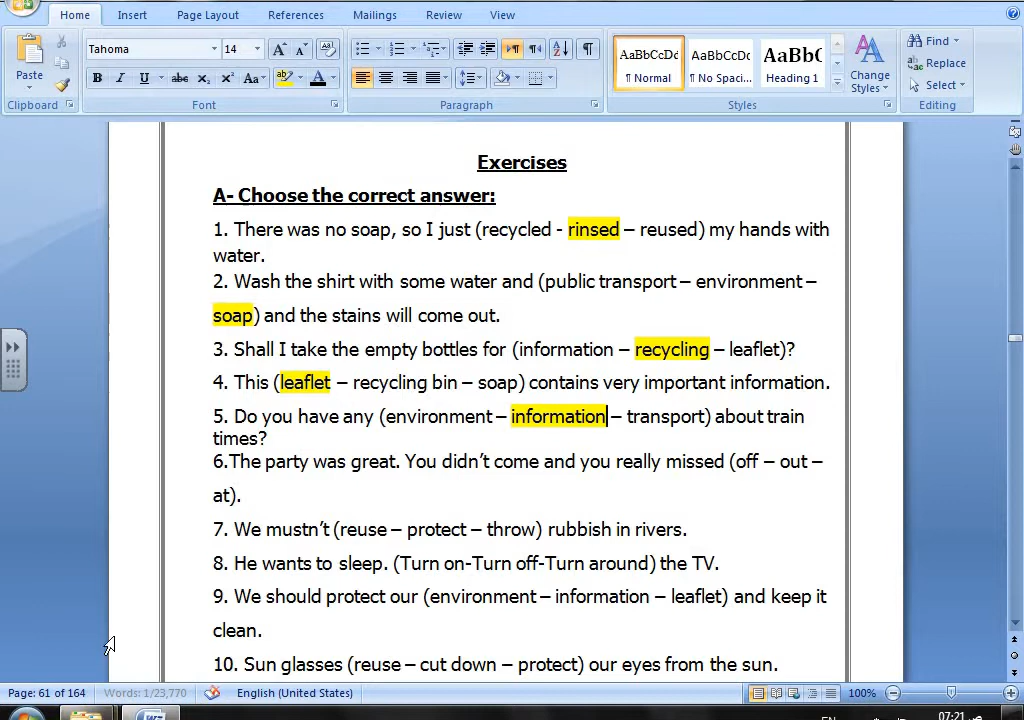 Home Insert Page Layout References Mailings Review View
Paste
Tahoma 14
B I U abc x₂ x² Aa A
Clipboard Font Paragraph Styles Editing
AaBbCcDc AaBbCcDc AaBbC
¶ Normal ¶ No Spaci... Heading 1
Change Styles
Find
Replace
Select
Exercises
A- Choose the correct answer:
1. There was no soap, so I just (recycled - rinsed – reused) my hands with
water.
2. Wash the shirt with some water and (public transport – environment –
soap) and the stains will come out.
3. Shall I take the empty bottles for (information – recycling – leaflet)?
4. This (leaflet – recycling bin – soap) contains very important information.
5. Do you have any (environment – information – transport) about train
times?
6.The party was great. You didn't come and you really missed (off – out –
at).
7. We mustn't (reuse – protect – throw) rubbish in rivers.
8. He wants to sleep. (Turn on-Turn off-Turn around) the TV.
9. We should protect our (environment – information – leaflet) and keep it
clean.
10. Sun glasses (reuse – cut down – protect) our eyes from the sun.
Page: 61 of 164 Words: 1/23,770 English (United States) 100%